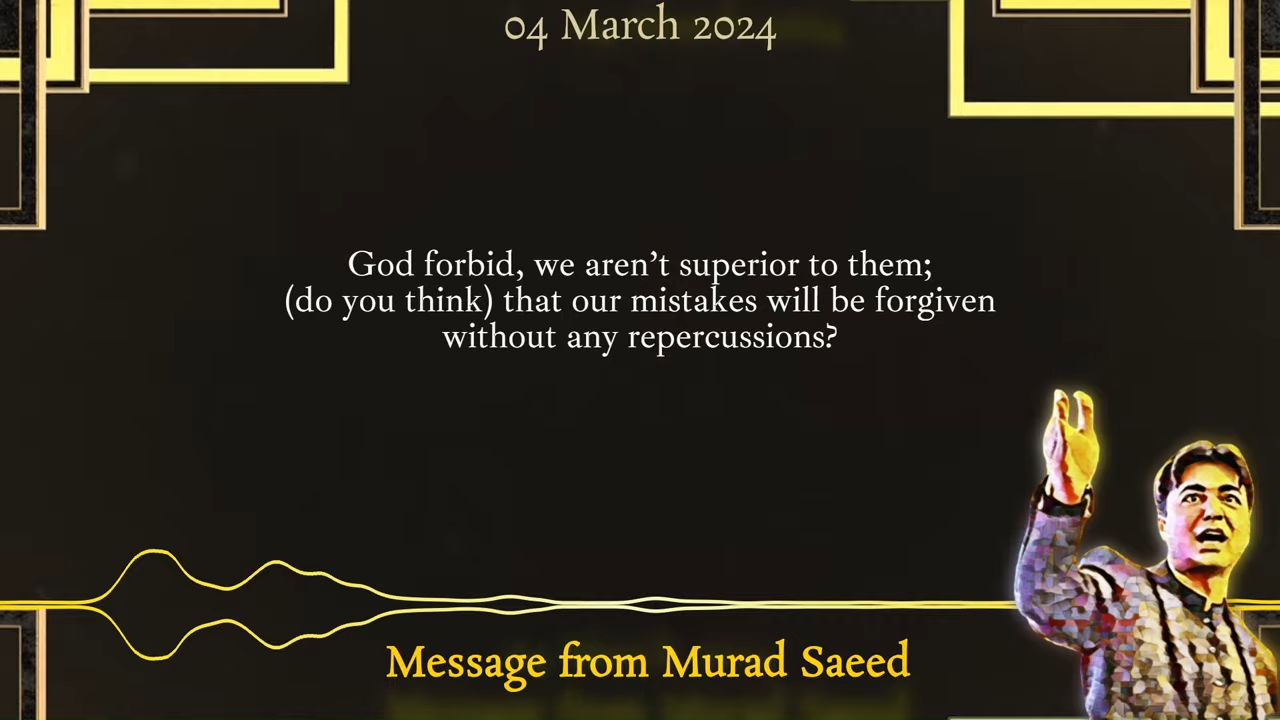 04 March 2024
God forbid, we aren’t superior to them;
(do you think) that our mistakes will be forgiven
without any repercussions?
Message from Murad Saeed